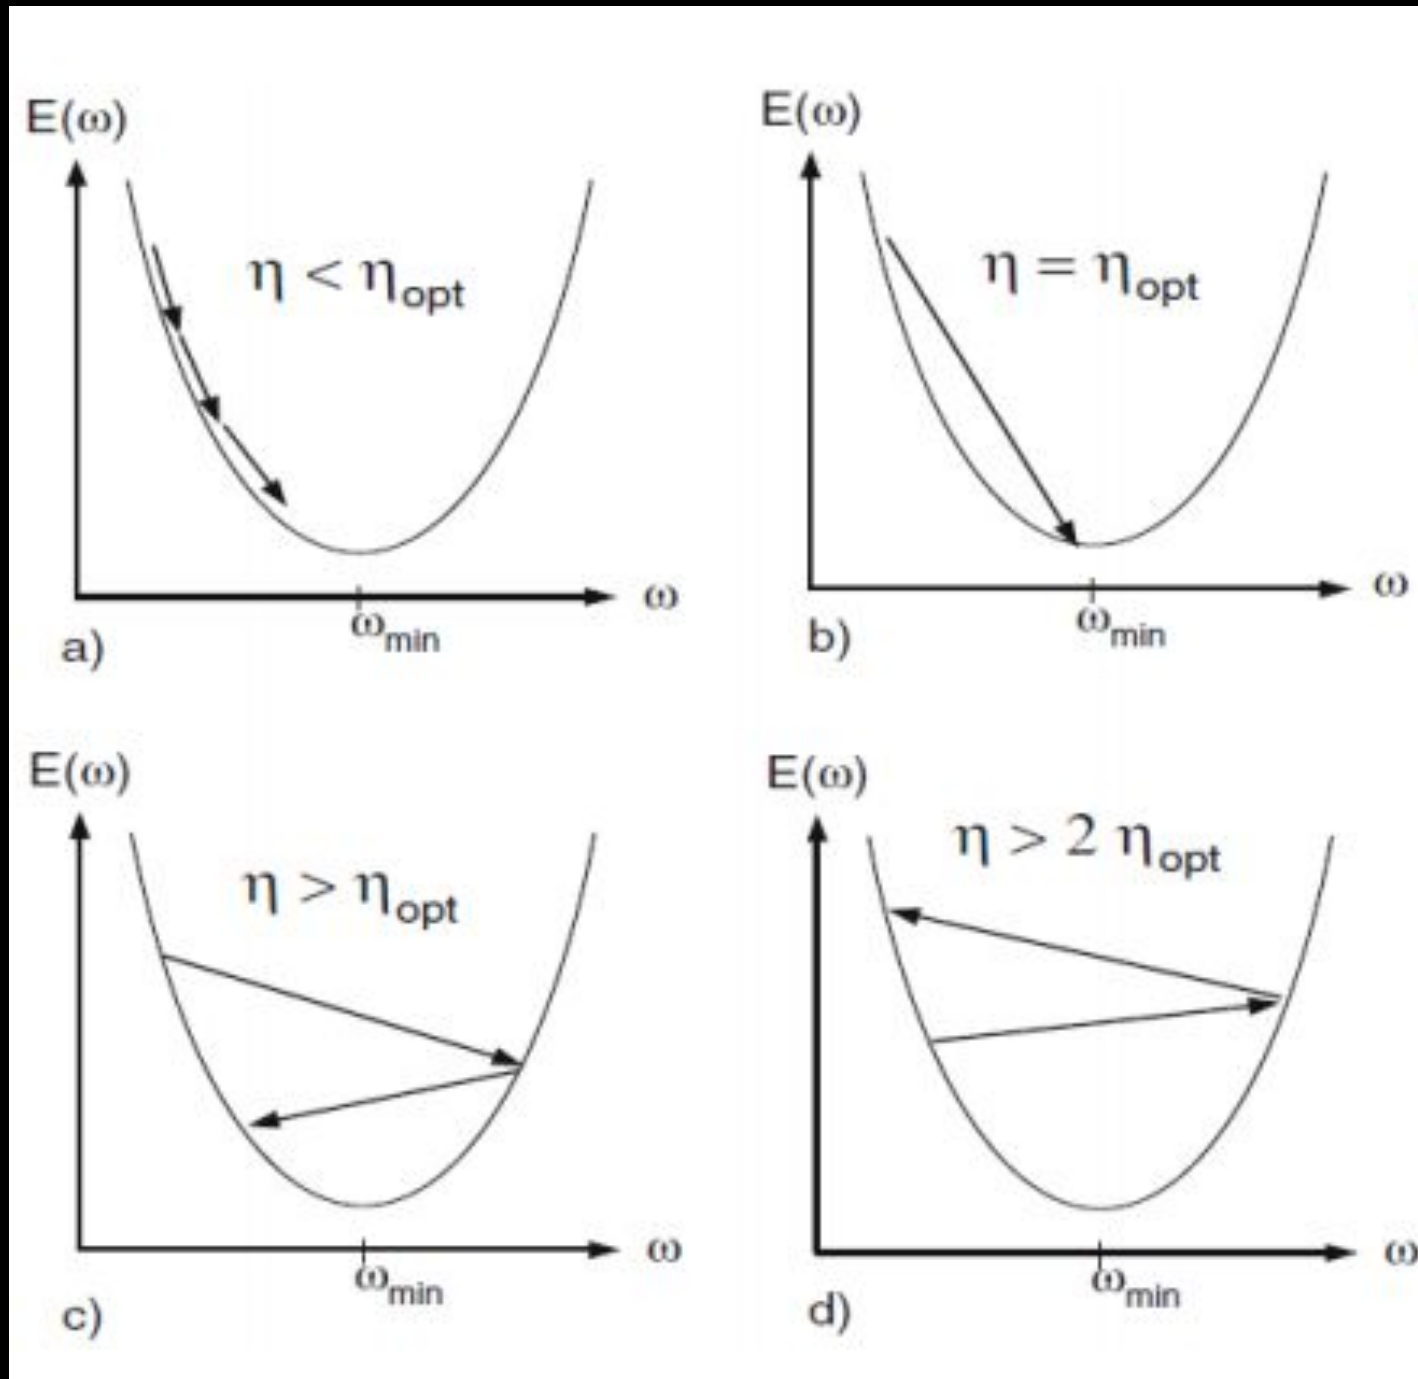 E(ω)
η < η_opt
ω
ω_min
a)
E(ω)
η = η_opt
ω
ω_min
b)
E(ω)
η > η_opt
ω
ω_min
c)
E(ω)
η > 2 η_opt
ω
ω_min
d)